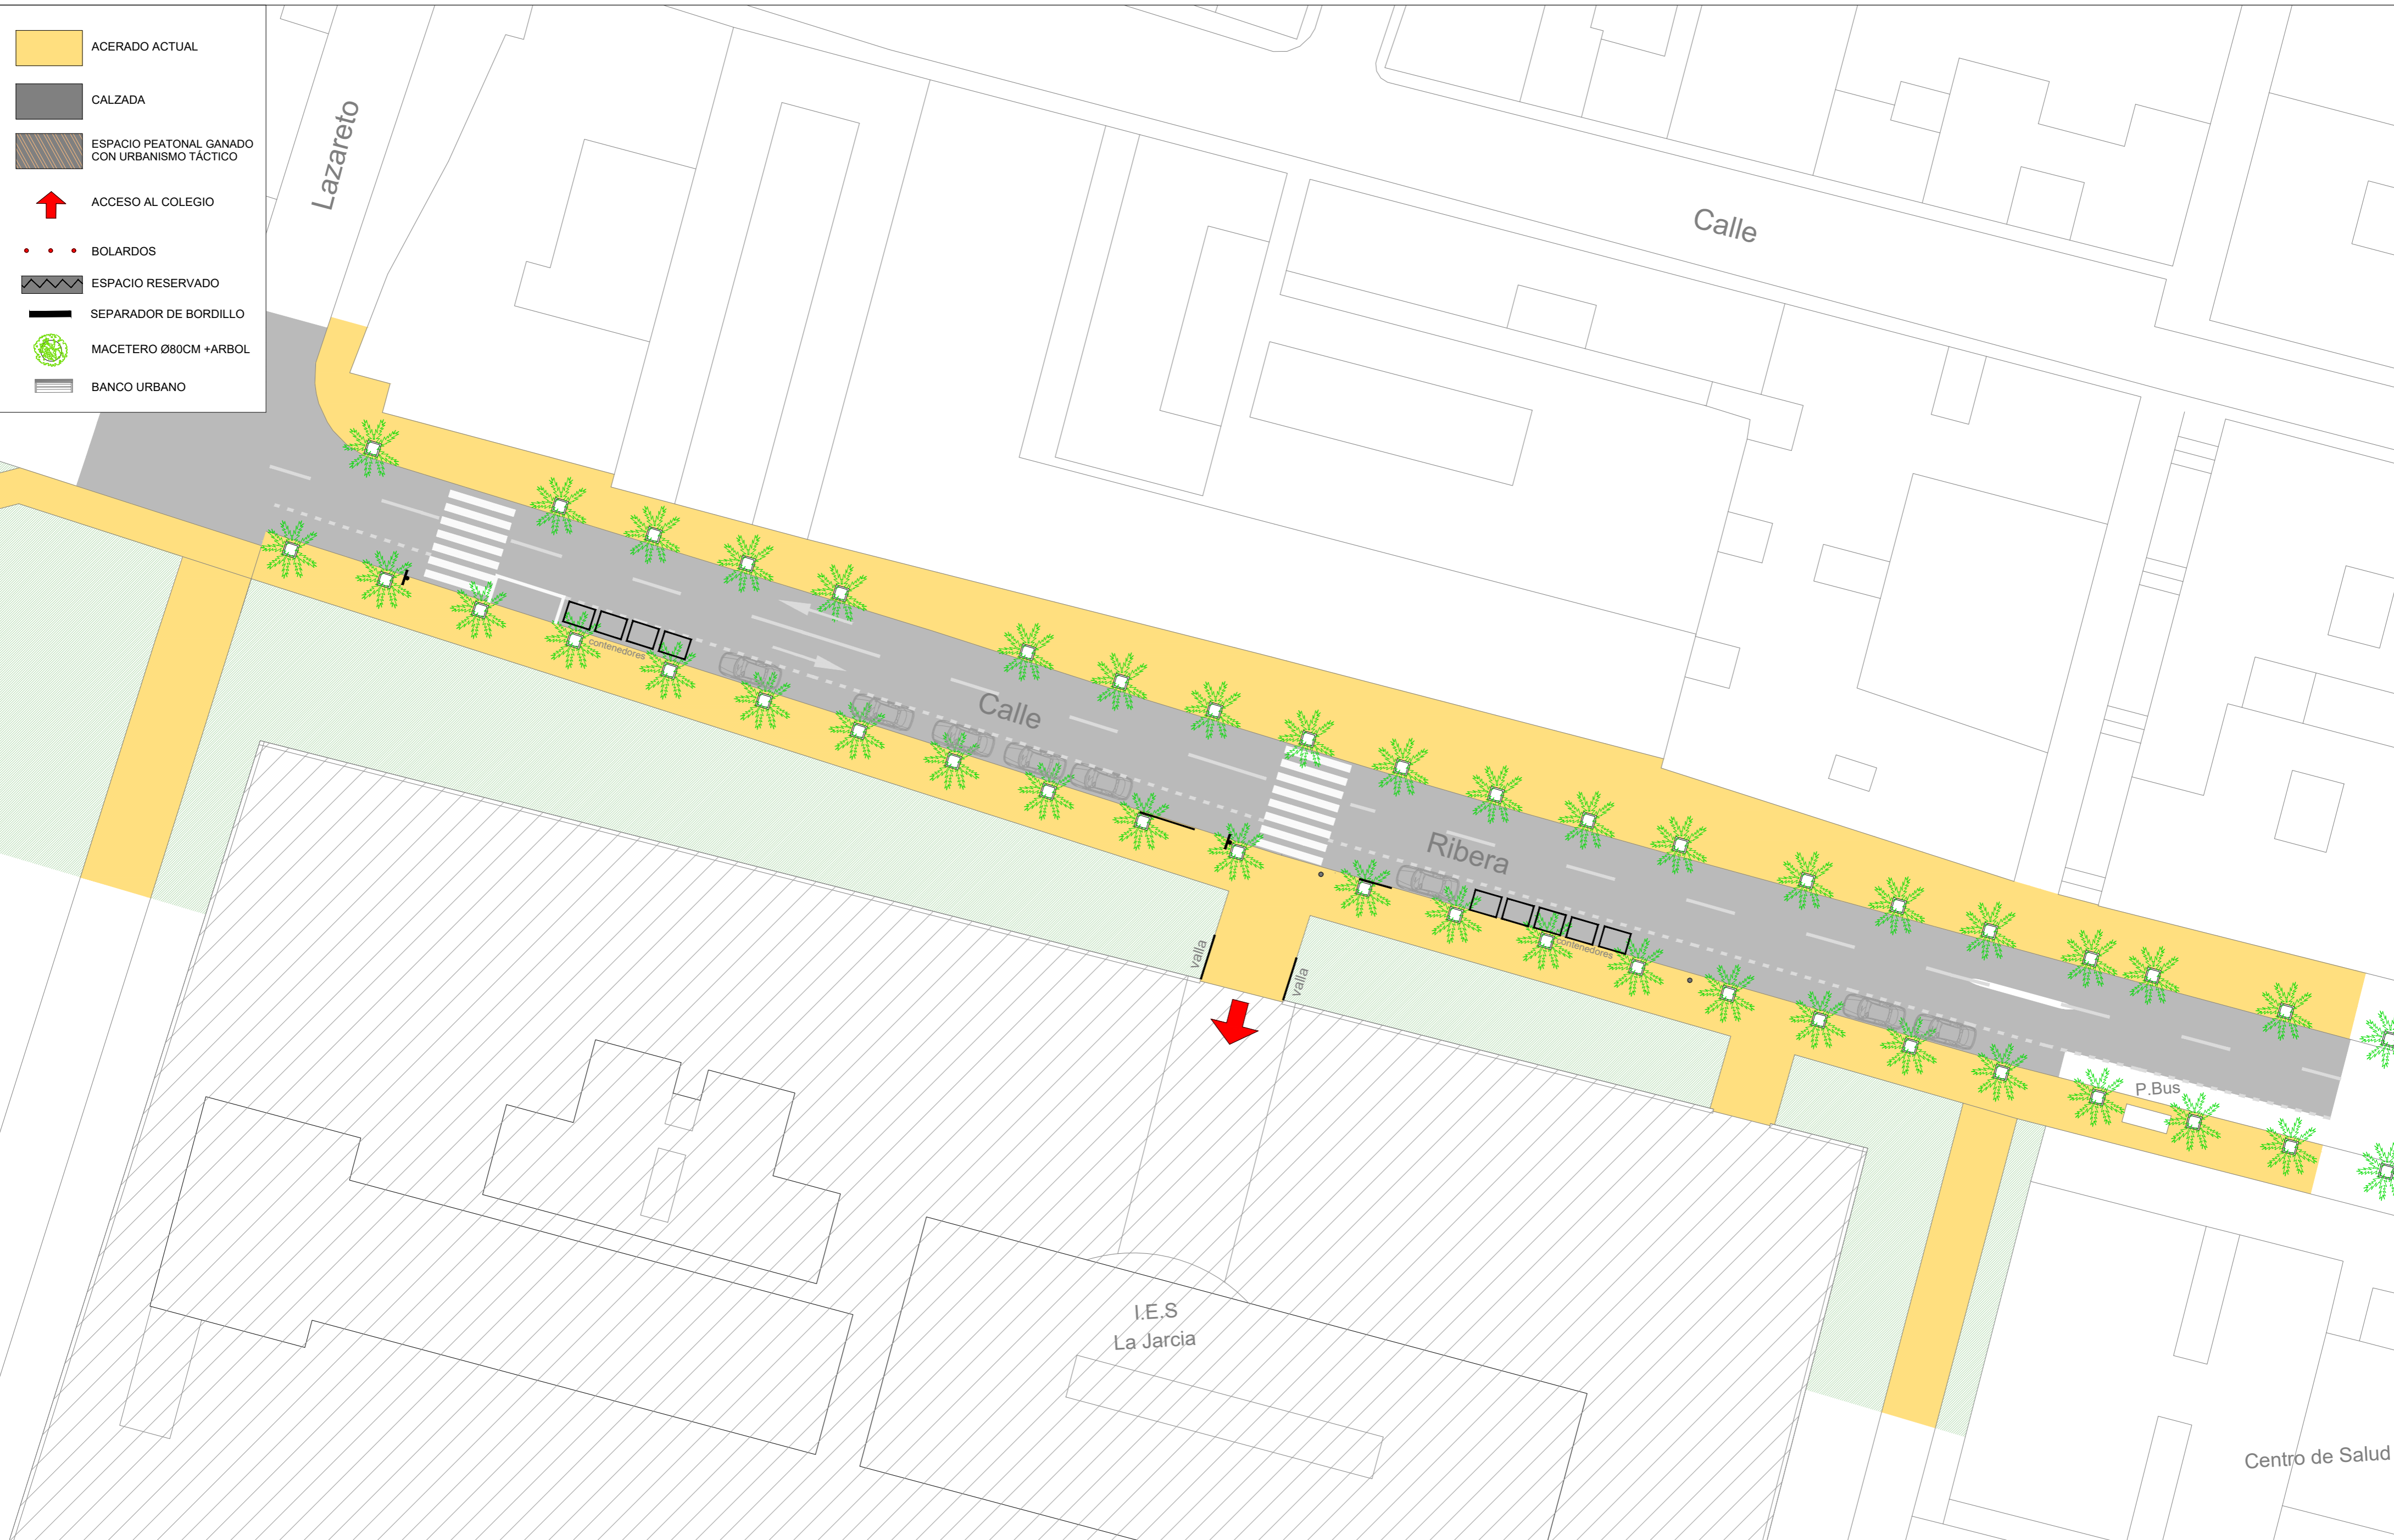 ACERADO ACTUAL
CALZADA
ESPACIO PEATONAL GANADO
CON URBANISMO TÁCTICO
ACCESO AL COLEGIO
BOLARDOS
ESPACIO RESERVADO
SEPARADOR DE BORDILLO
MACETERO Ø80CM +ARBOL
BANCO URBANO
Lazareto
Calle
contenedores
Calle
Ribera
contenedores
valla
valla
P.Bus
I.E.S
La Jarcia
Centro de Salud